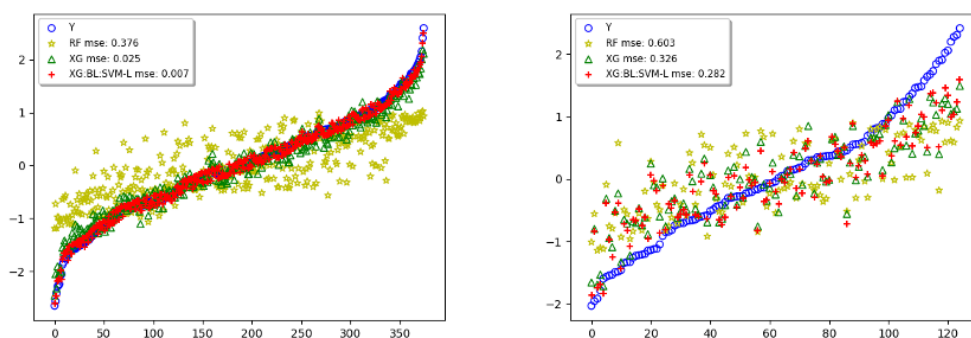 Y
RF mse: 0.376
XG mse: 0.025
XG:BL:SVM-L mse: 0.007
2
1
0
−1
−2
0 50 100 150 200 250 300 350
Y
RF mse: 0.603
XG mse: 0.326
XG:BL:SVM-L mse: 0.282
2
1
0
−1
−2
0 20 40 60 80 100 120